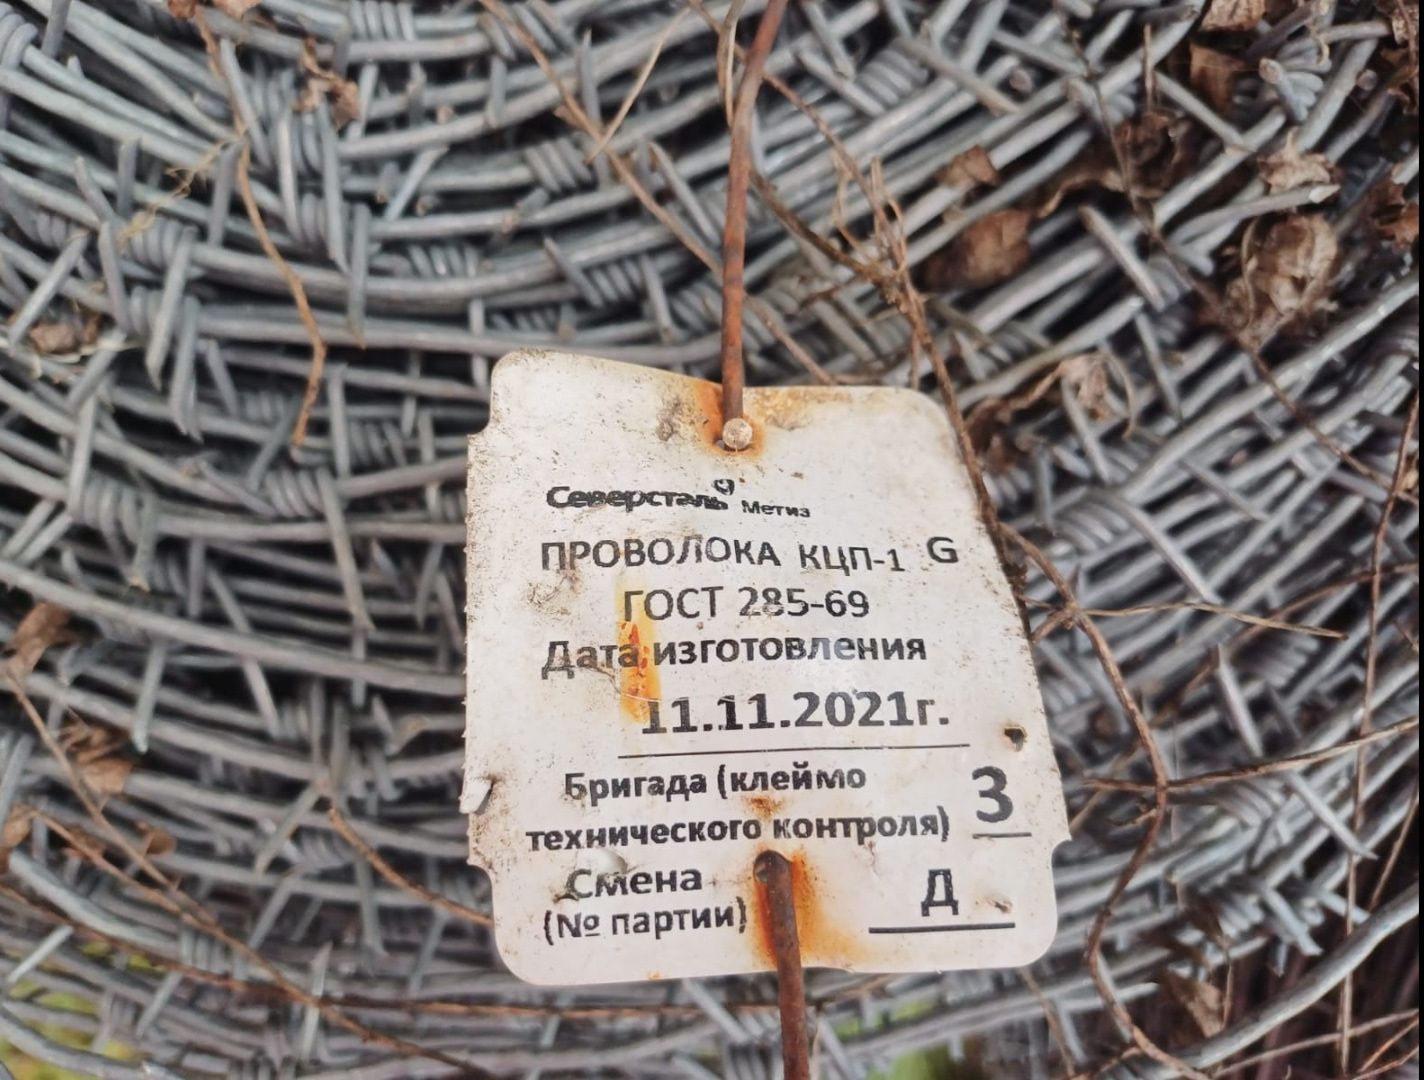 Северсталь Метиз
ПРОВОЛОКА КЦП-1 G
ГОСТ 285-69
Дата изготовления
11.11.2021г.
Бригада (клеймо
технического контроля) 3
Смена Д
(№ партии)